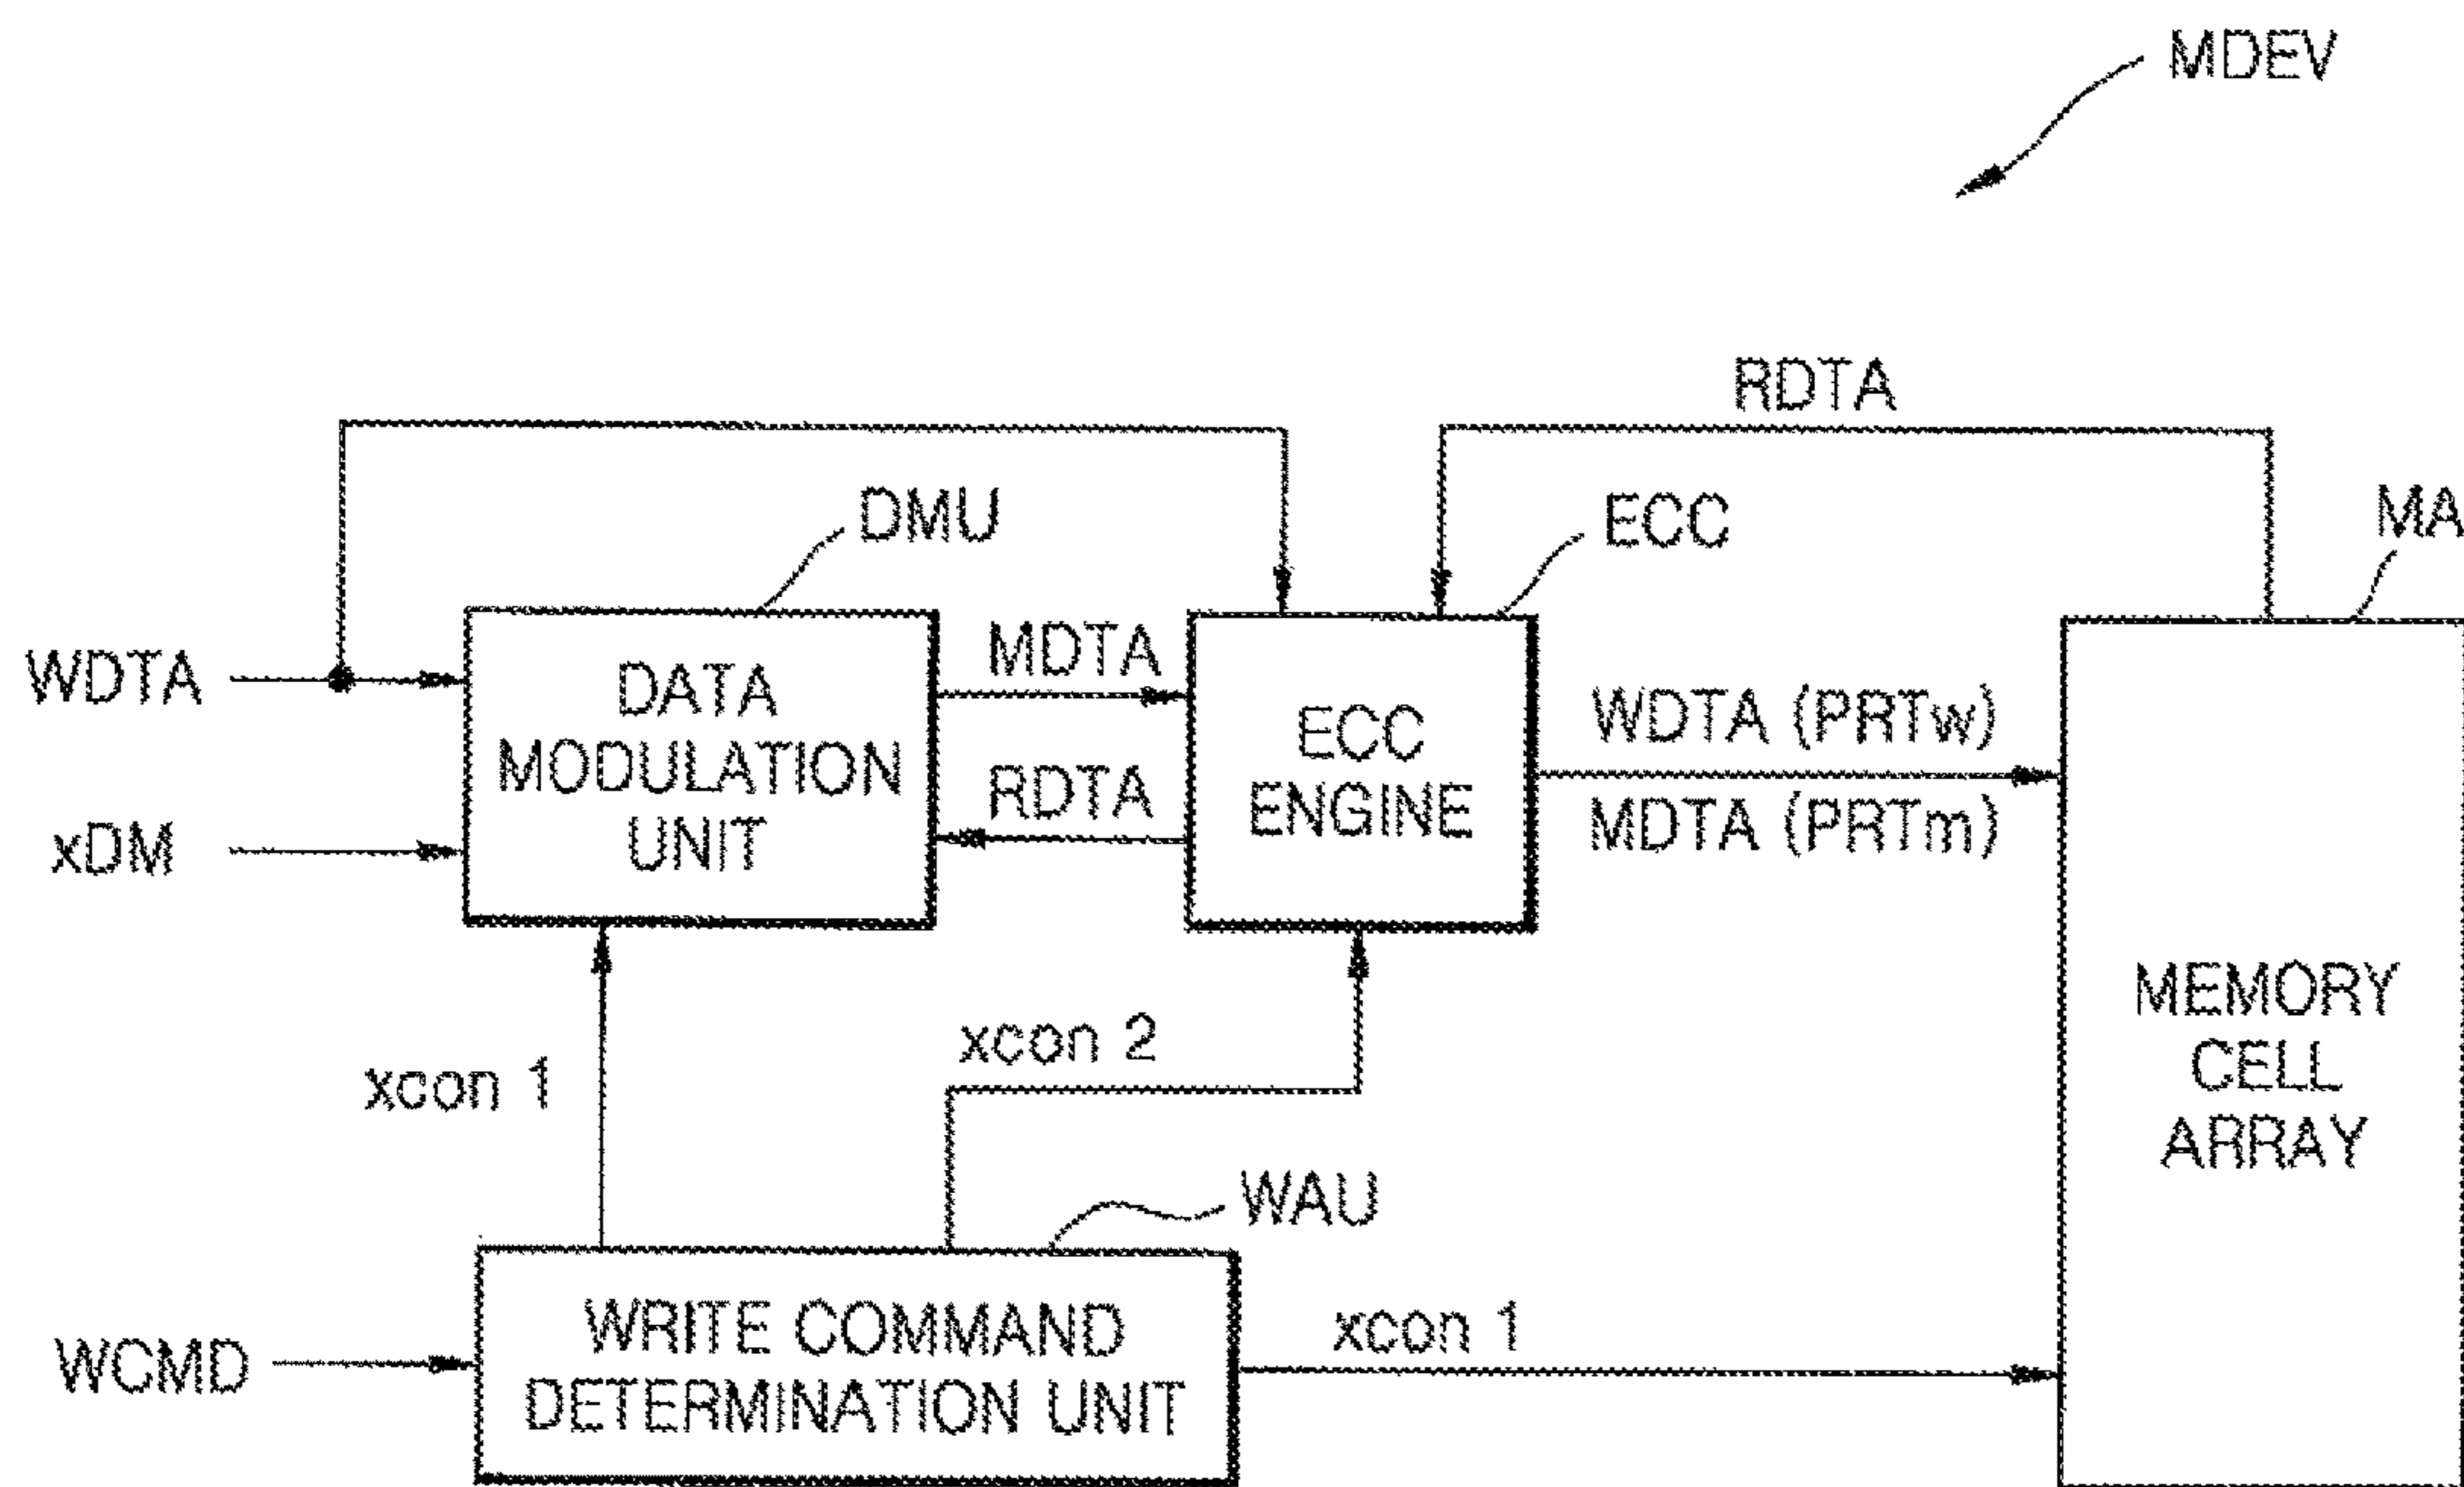 MDEV
RDTA
DMU
ECC
MA
WDTA
DATA
MODULATION
UNIT
MDTA
RDTA
ECC
ENGINE
WDTA (PRTw)
MDTA (PRTm)
xDM
MEMORY
CELL
ARRAY
xcon 1
xcon 2
WAU
WCMD
WRITE COMMAND
DETERMINATION UNIT
xcon 1